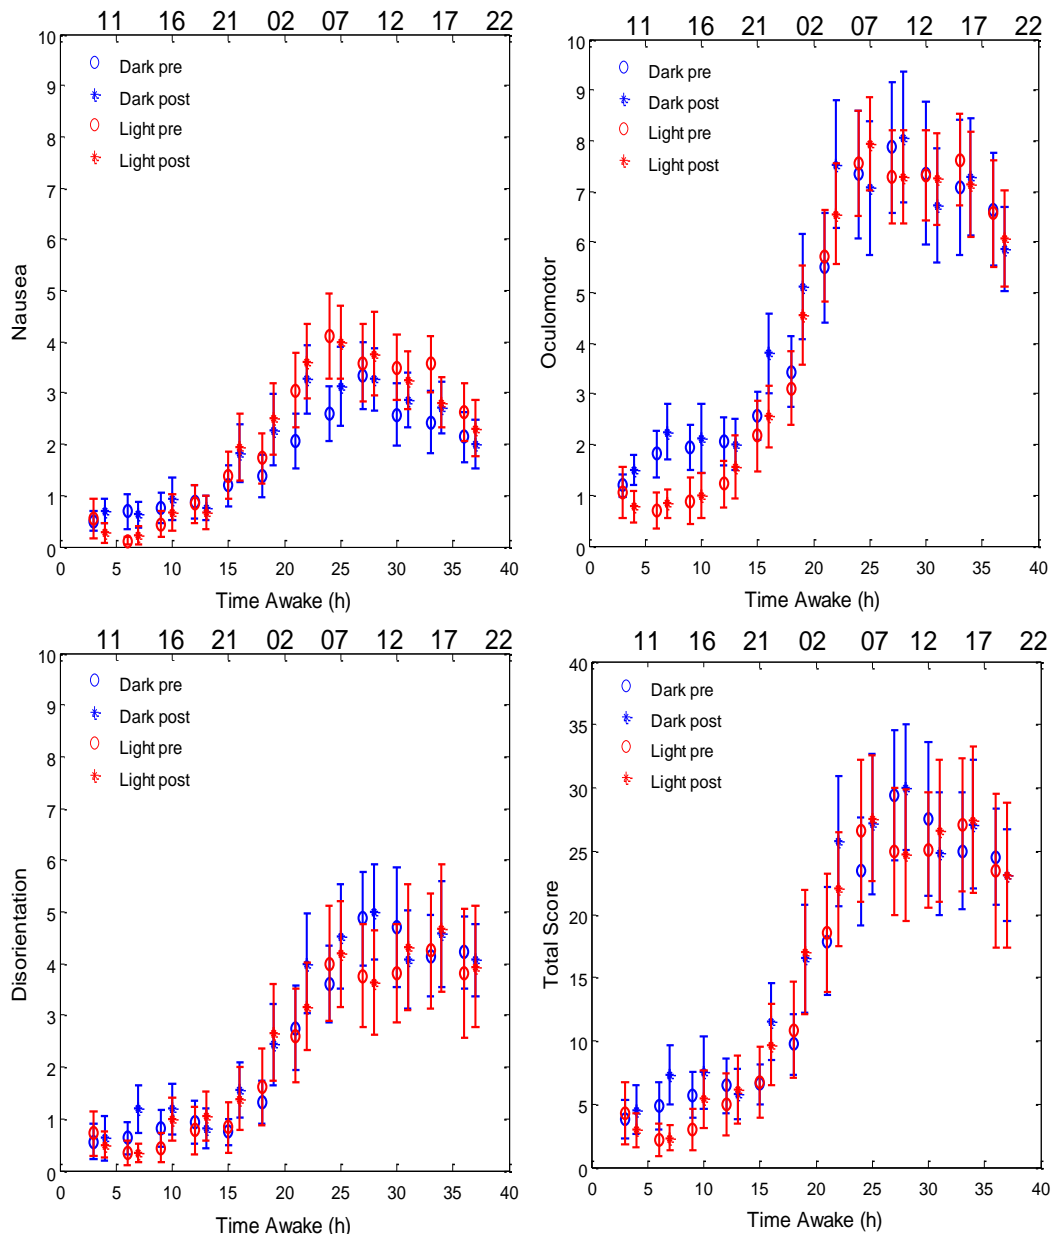 11 16 21 02 07 12 17 22
10
9
8
7
6
5
4
3
2
1
0
Nausea
Dark pre
Dark post
Light pre
Light post
0 5 10 15 20 25 30 35 40
Time Awake (h)
11 16 21 02 07 12 17 22
10
9
8
7
6
5
4
3
2
1
0
Oculomotor
Dark pre
Dark post
Light pre
Light post
0 5 10 15 20 25 30 35 40
Time Awake (h)
11 16 21 02 07 12 17 22
10
9
8
7
6
5
4
3
2
1
0
Disorientation
Dark pre
Dark post
Light pre
Light post
0 5 10 15 20 25 30 35 40
Time Awake (h)
11 16 21 02 07 12 17 22
40
35
30
25
20
15
10
5
0
Total Score
Dark pre
Dark post
Light pre
Light post
0 5 10 15 20 25 30 35 40
Time Awake (h)